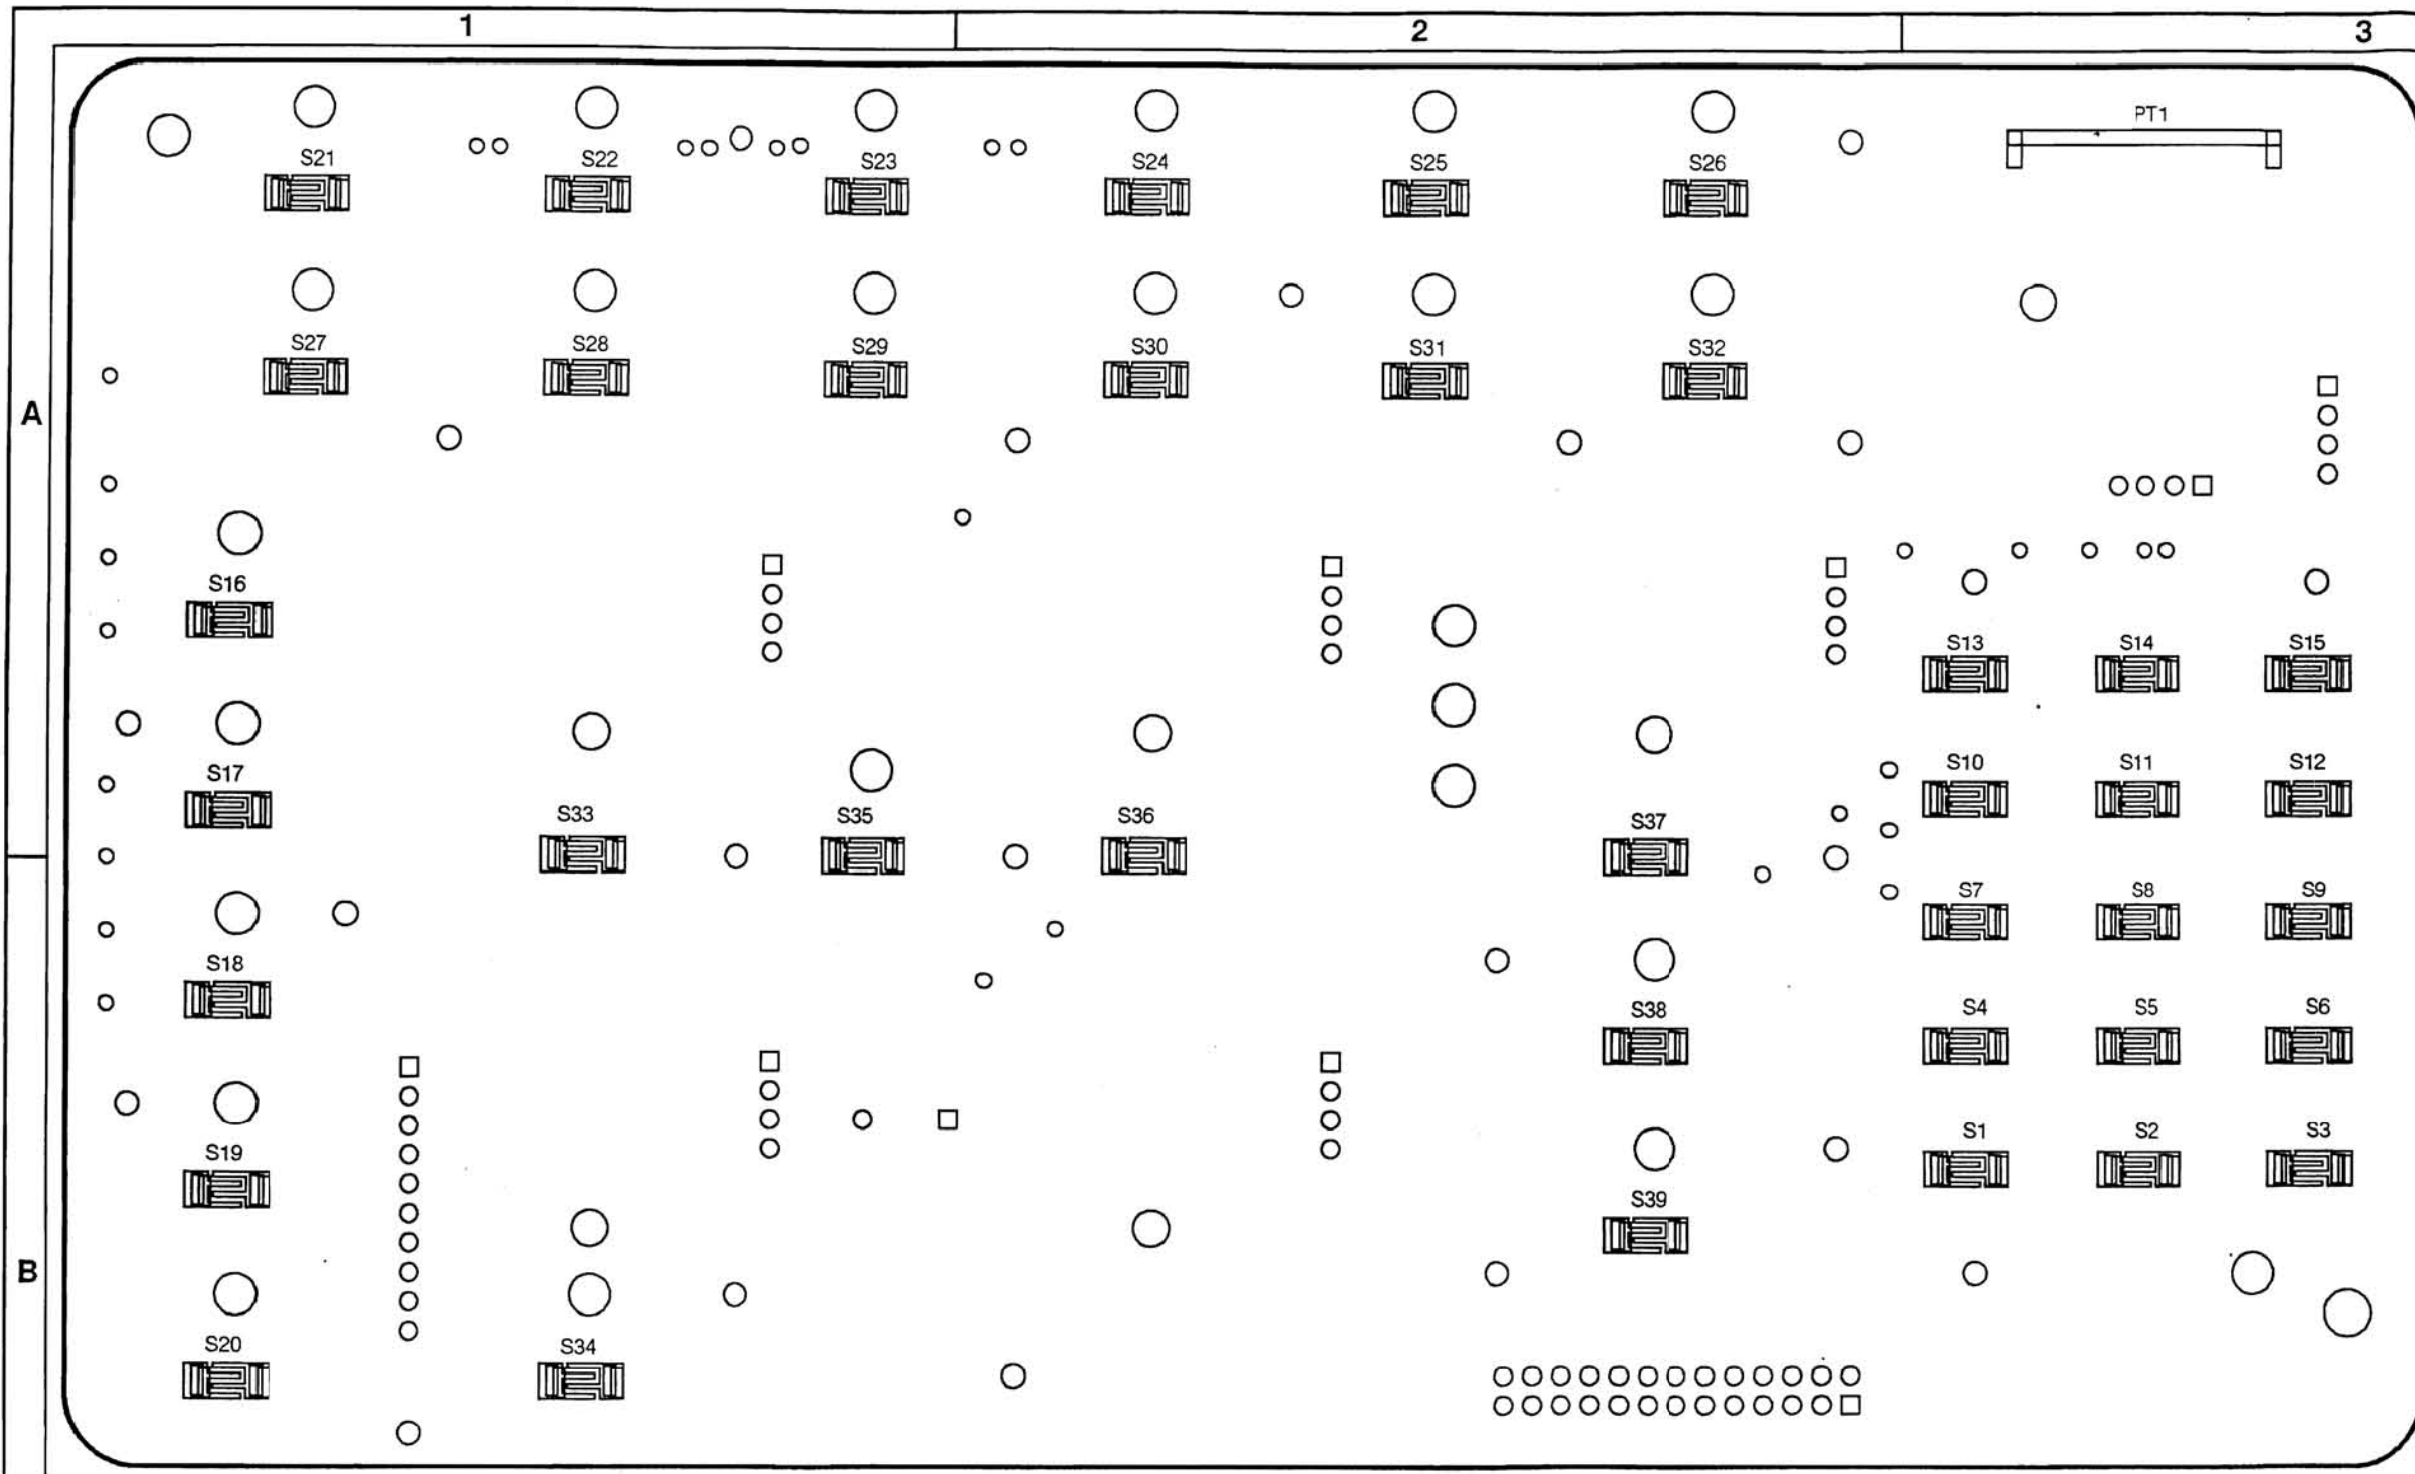 1 2 3
PT1
S21 S22 S23 S24 S25 S26
S27 S28 S29 S30 S31 S32
A
S16
S13 S14 S15
S17 S10 S11 S12
S33 S35 S36 S37
S7 S8 S9
S18
S38 S4 S5 S6
S19 S1 S2 S3
S39
B
S20 S34